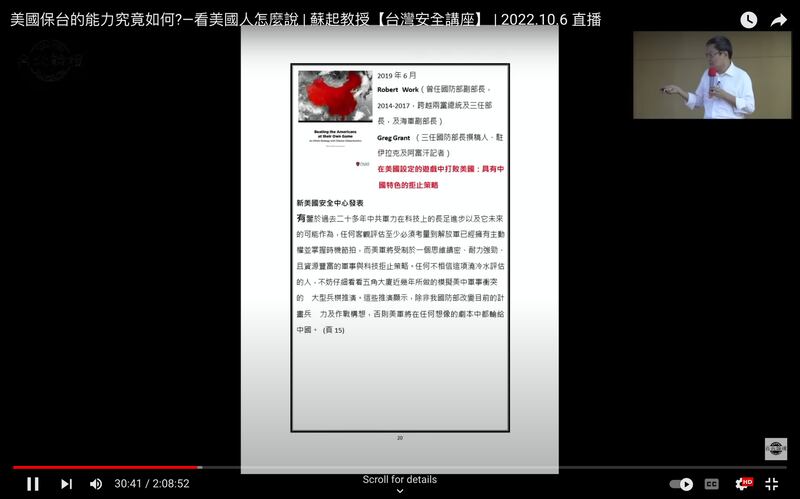 美國保台的能力究竟如何?—看美國人怎麼說 | 蘇起教授【台灣安全講座】 | 2022.10.6 直播
2019 年 6 月
Robert Work（曾任國防部副部長，
2014-2017，跨越兩黨總統及三任部
長，及海軍副部長）
Greg Grant （三任國防部長撰稿人、駐
伊拉克及阿富汗記者）
在美國設定的遊戲中打敗美國：具有中
國特色的拒止策略
Beating the Americans
at their Own Game
新美國安全中心發表
有鑒於過去二十多年中共軍力在科技上的長足進步以及它未來
的可能作為，任何客觀評估至少必須考量到解放軍已經擁有主動
權並掌握時機節拍，而美軍將受制於一個思維縝密、耐力強勁、
且資源豐富的軍事與科技拒止策略。任何不相信這項澆冷水評估
的人，不妨仔細看看五角大廈近幾年所做的模擬美中軍事衝突
的 大型兵棋推演。這些推演顯示，除非我國防部改變目前的計
畫兵 力及作戰構想，否則美軍將在任何想像的劇本中都輸給
中國。 (頁 15)
20
30:41 / 2:08:52
Scroll for details
CC
HD